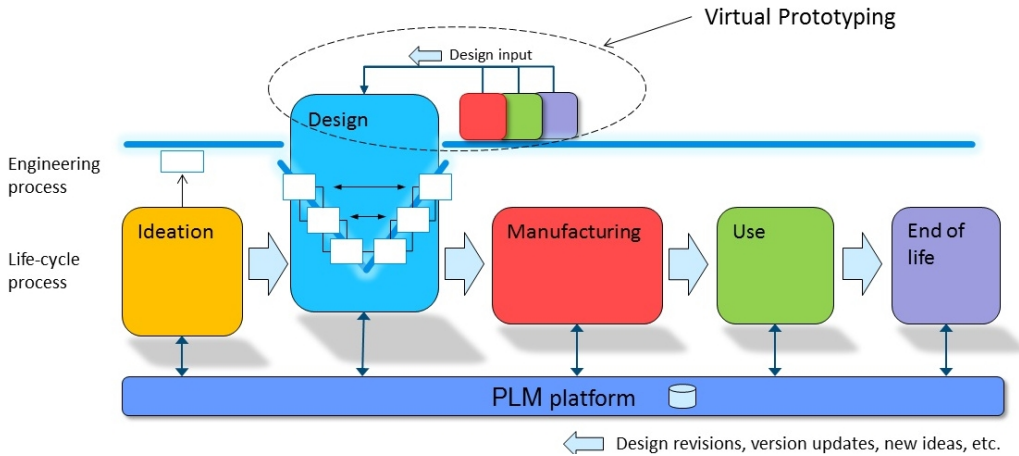 Virtual Prototyping
Design input
Design
Engineering
process
Ideation
Manufacturing
Use
End of
life
Life-cycle
process
PLM platform
Design revisions, version updates, new ideas, etc.